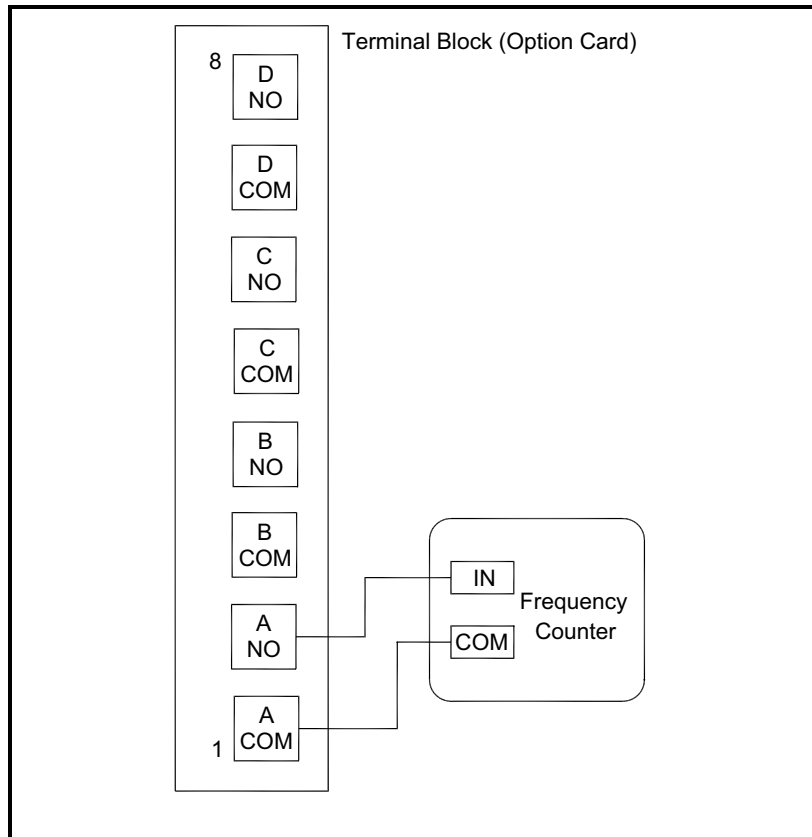 Terminal Block (Option Card)
8
D
NO
D
COM
C
NO
C
COM
B
NO
B
COM
A
NO
A
COM
1
IN
COM
Frequency
Counter